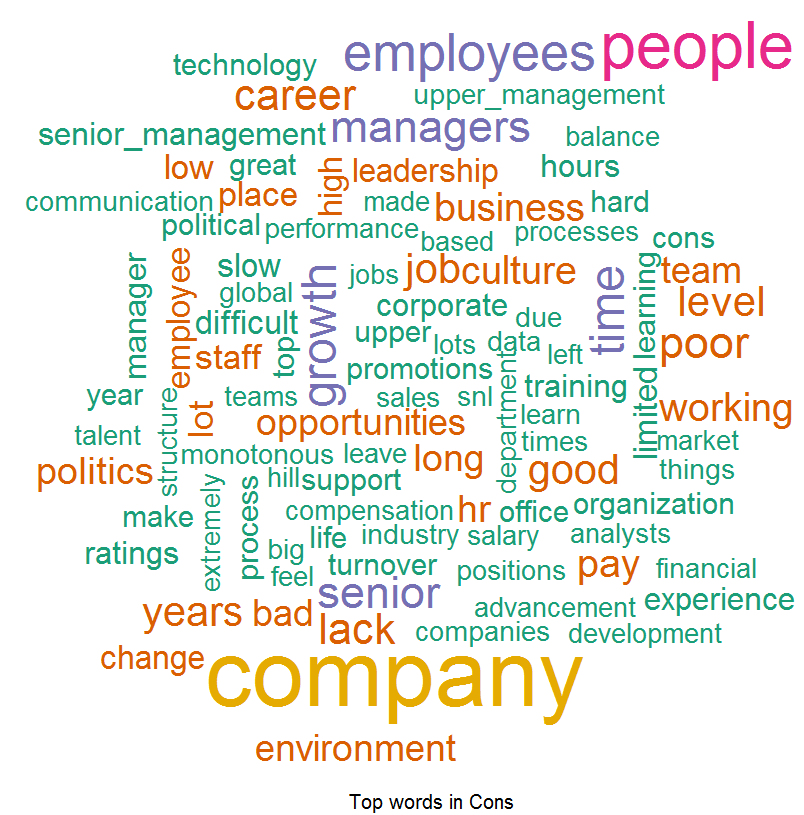 employees people
technology
career upper_management
senior_management managers balance
low great high leadership hours
communication place made business hard
political performance based processes cons
manager employee slow jobs job culture time limited learning team
global growth corporate due level
difficult upper lots data left poor
staff top promotions department training
year teams sales snl learn working
talent structure lot opportunities times market
politics monotonous leave long good things
extremely process hill support
make compensation hr office organization
ratings big life industry salary analysts
feel turnover positions pay financial
senior
years bad lack advancement experience
companies development
change company
environment
Top words in Cons